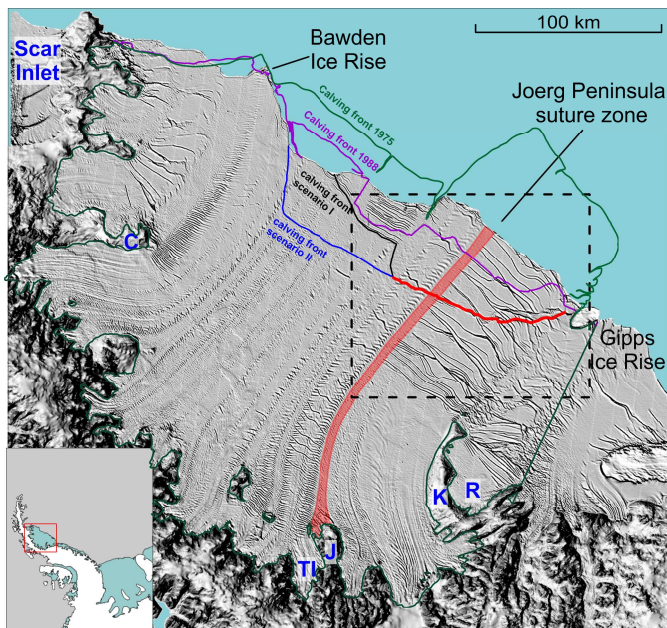 100 km
Scar
Inlet
Bawden
Ice Rise
Joerg Peninsula
suture zone
Calving front 1975
Calving front 1988
calving front
scenario I
calving front
scenario II
C
Gipps
Ice Rise
K
R
TI
J